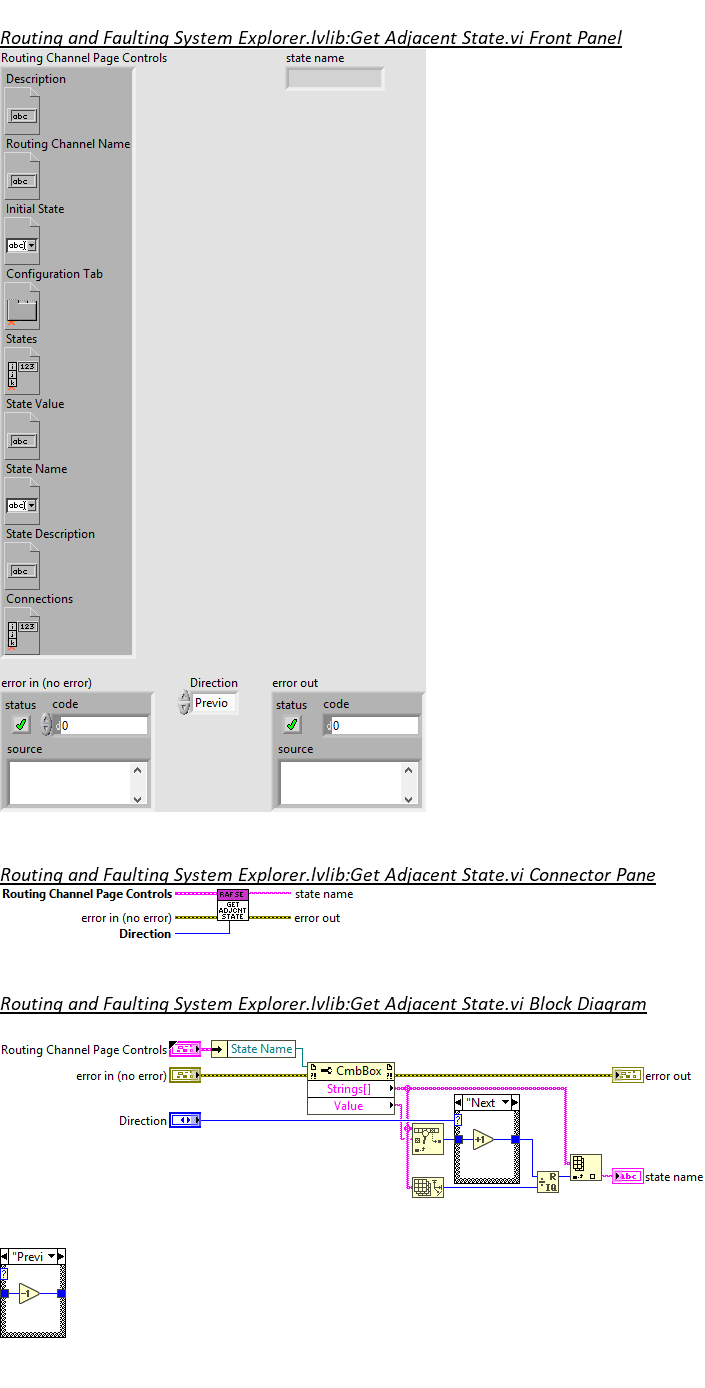 Routing and Faulting System Explorer.lvlib:Get Adjacent State.vi Front Panel
Routing Channel Page Controls
state name
Description
abc
Routing Channel Name
abc
Initial State
abc
Configuration Tab
States
123
State Value
abc
State Name
abc
State Description
abc
Connections
123
error in (no error)
Direction
error out
status
code
Previo
status
code
0
0
source
source
Routing and Faulting System Explorer.lvlib:Get Adjacent State.vi Connector Pane
Routing Channel Page Controls
RAFSE
state name
GET
ADJCNT
STATE
error in (no error)
error out
Direction
Routing and Faulting System Explorer.lvlib:Get Adjacent State.vi Block Diagram
Routing Channel Page Controls
State Name
error in (no error)
CmbBox
error out
Strings[]
Value
"Next
Direction
?
+1
R
IQ
abc
state name
"Previ
?
-1